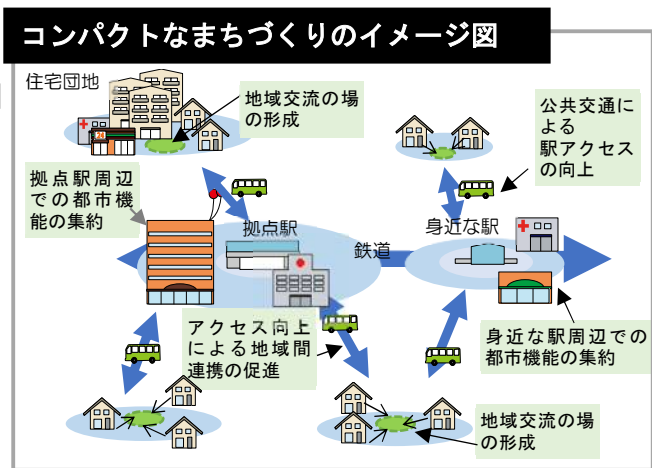 コンパクトなまちづくりのイメージ図
住宅団地
地域交流の場
の形成
公共交通に
よる
駅アクセス
の向上
拠点駅周辺
での都市機
能の集約
拠点駅
鉄道
身近な駅
アクセス向上
による地域間
連携の促進
身近な駅周辺での
都市機能の集約
地域交流の場
の形成